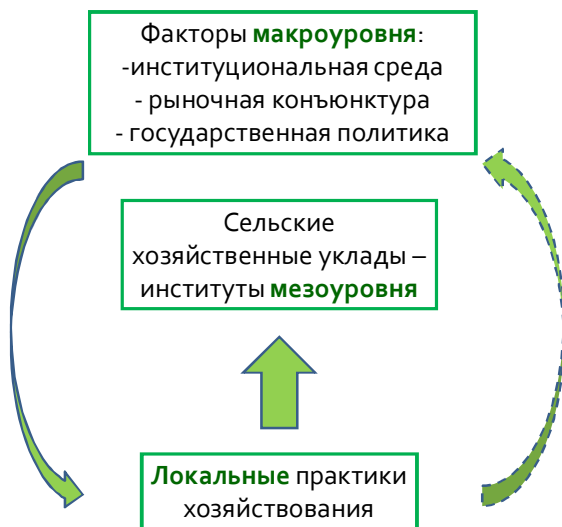 Факторы макроуровня:
-институциональная среда
- рыночная конъюнктура
- государственная политика
Сельские
хозяйственные уклады –
институты мезоуровня
Локальные практики
хозяйствования